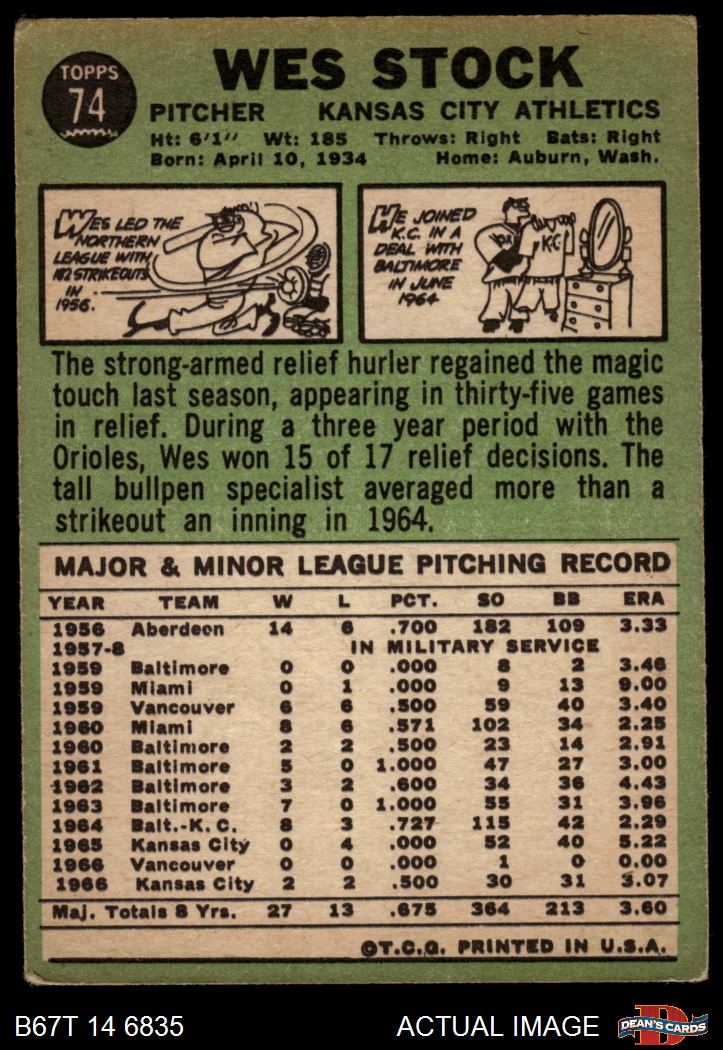 TOPPS
74
WES STOCK
PITCHER KANSAS CITY ATHLETICS
Ht: 6'1" Wt: 185 Throws: Right Bats: Right
Born: April 10, 1934 Home: Auburn, Wash.
WES LED THE
NORTHERN
LEAGUE WITH
182 STRIKEOUTS
IN
1956.
HE JOINED
K.C. IN A
DEAL WITH
BALTIMORE
IN JUNE
1964
KC
The strong-armed relief hurler regained the magic
touch last season, appearing in thirty-five games
in relief. During a three year period with the
Orioles, Wes won 15 of 17 relief decisions. The
tall bullpen specialist averaged more than a
strikeout an inning in 1964.
MAJOR & MINOR LEAGUE PITCHING RECORD
YEAR TEAM W L PCT. SO BB ERA
1956 Aberdeen 14 6 .700 182 109 3.33
1957-8 IN MILITARY SERVICE
1959 Baltimore 0 0 .000 8 2 3.46
1959 Miami 0 1 .000 9 13 9.00
1959 Vancouver 6 6 .500 59 40 3.40
1960 Miami 8 6 .571 102 34 2.25
1960 Baltimore 2 2 .500 23 14 2.91
1961 Baltimore 5 0 1.000 47 27 3.00
1962 Baltimore 3 2 .600 34 36 4.43
1963 Baltimore 7 0 1.000 55 31 3.96
1964 Balt.-K. C. 8 3 .727 115 42 2.29
1965 Kansas City 0 4 .000 52 40 5.22
1966 Vancouver 0 0 .000 1 0 0.00
1966 Kansas City 2 2 .500 30 31 3.07
Maj. Totals 8 Yrs. 27 13 .675 364 213 3.60
©T.C.G. PRINTED IN U.S.A.
B67T 14 6835 ACTUAL IMAGE
D
DEAN'S CARDS